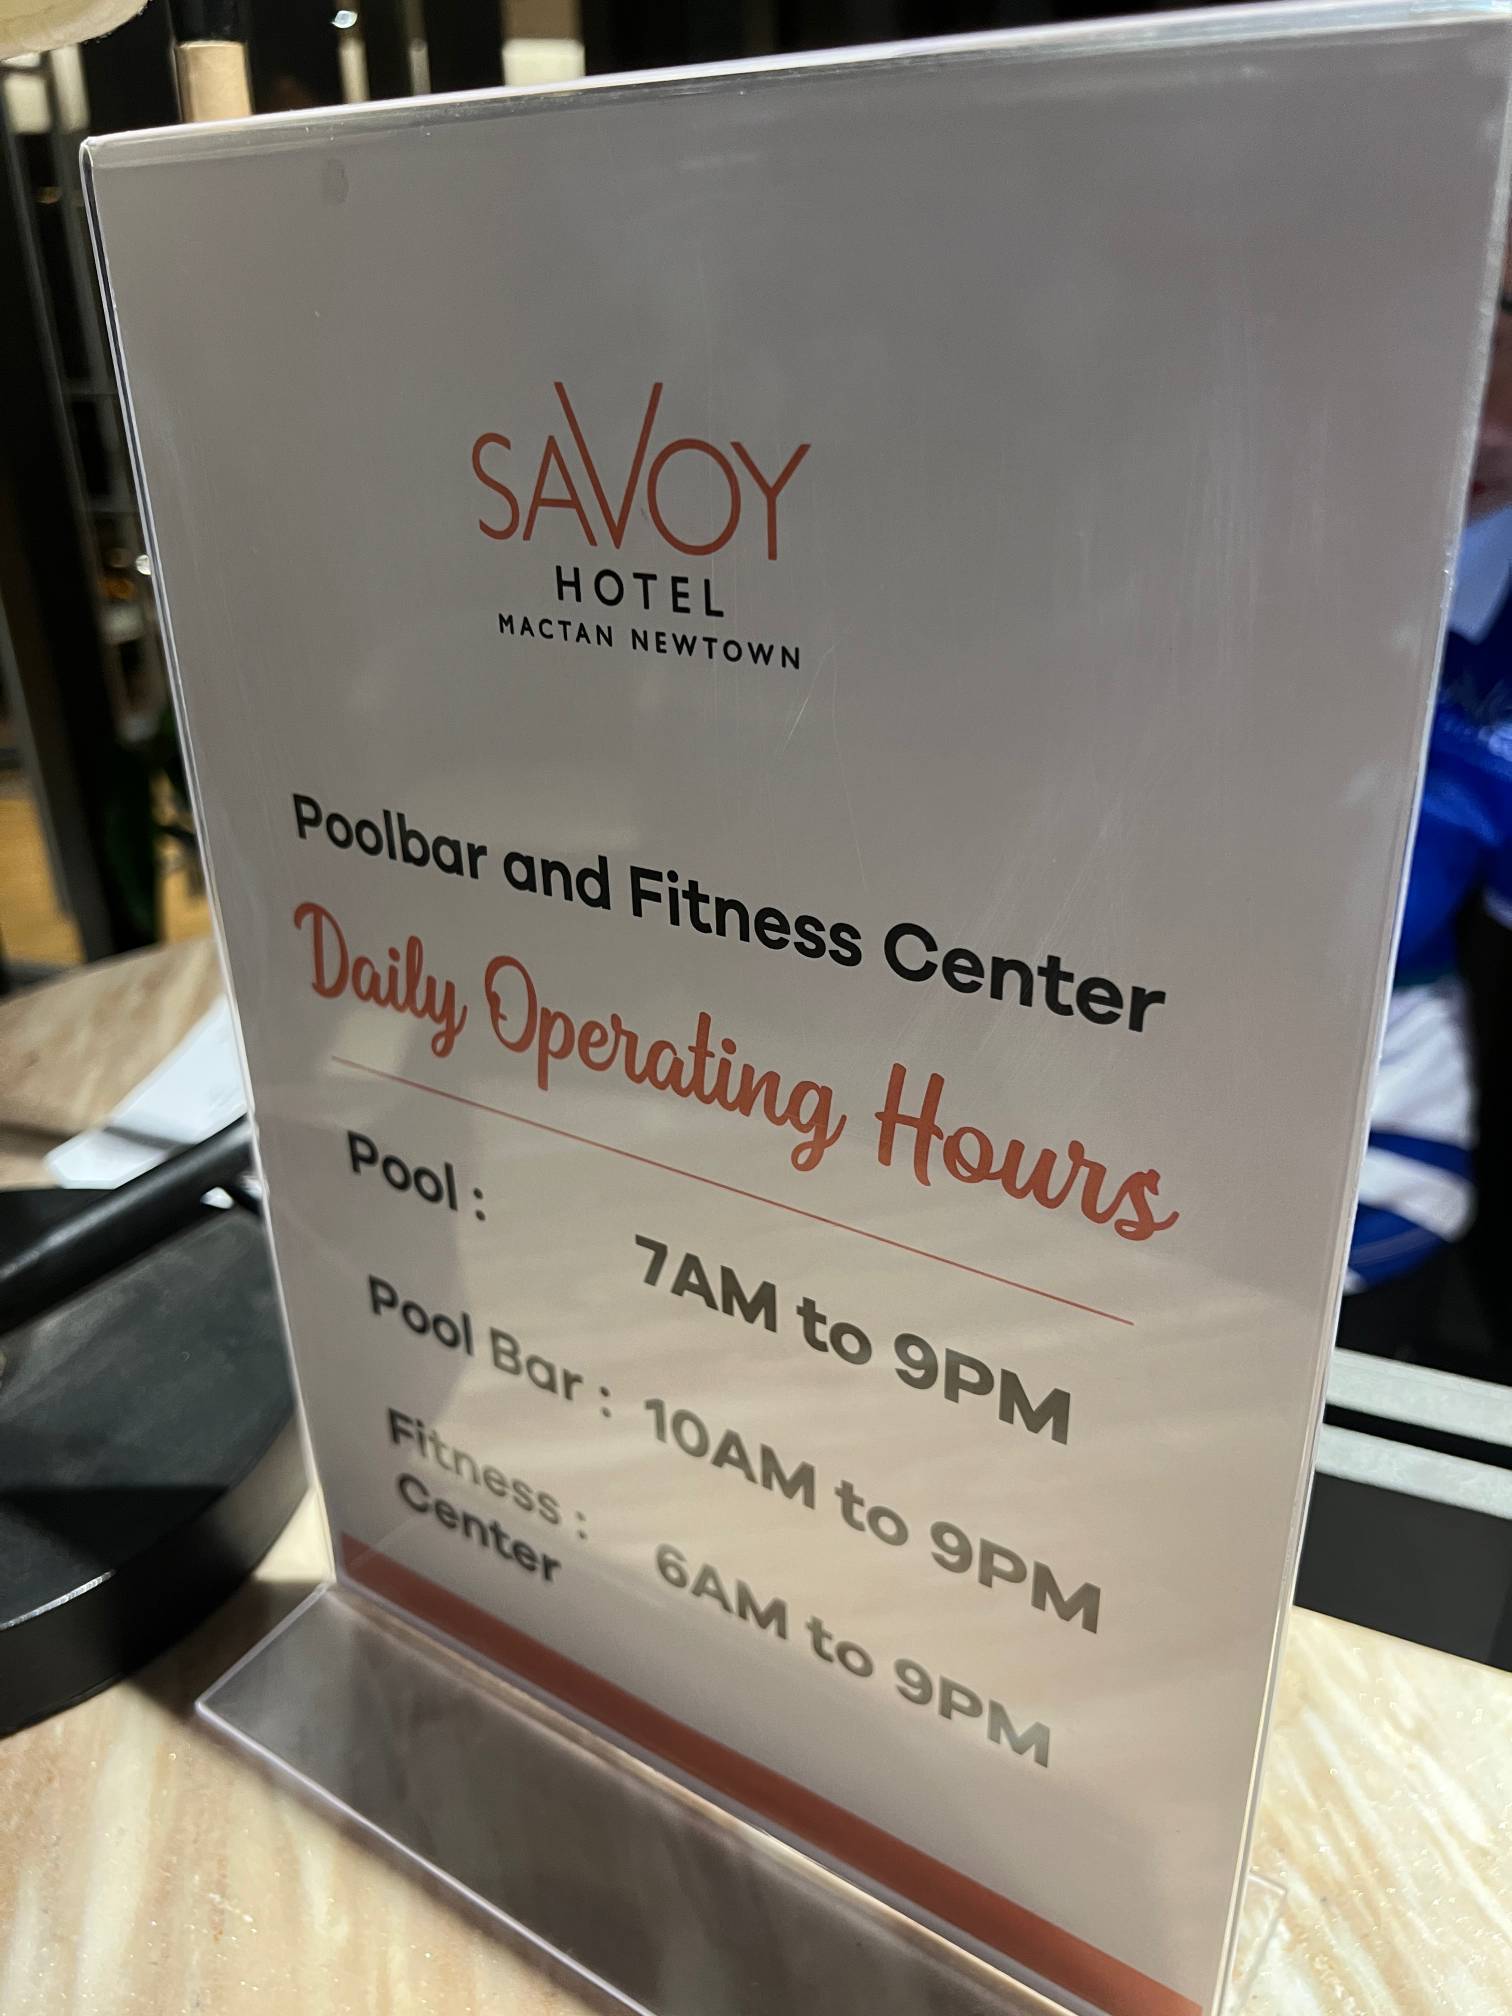 SAVOY
HOTEL
MACTAN NEWTOWN
Poolbar and Fitness Center
Daily Operating Hours
Pool : 7AM to 9PM
Pool Bar : 10AM to 9PM
Fitness : 6AM to 9PM
Center